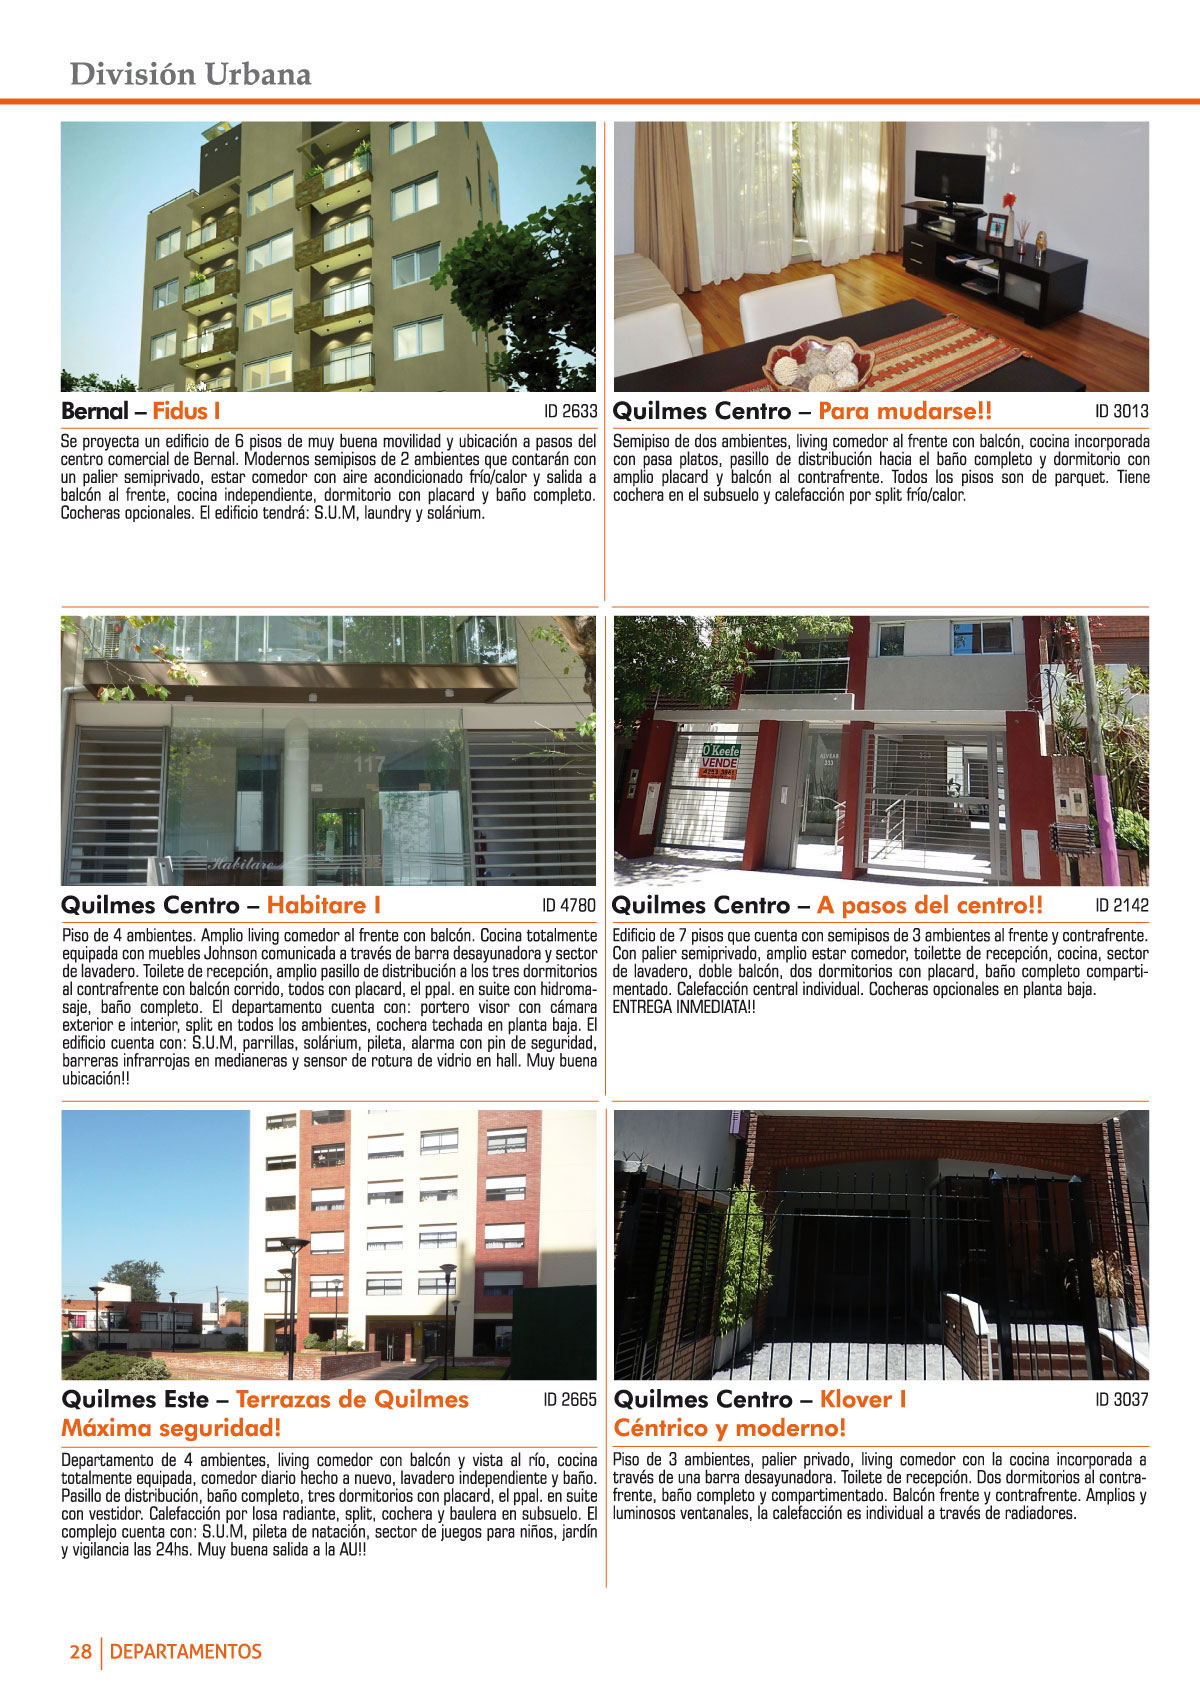 División Urbana
Bernal – Fidus I
ID 2633
Se proyecta un edificio de 6 pisos de muy buena movilidad y ubicación a pasos del
centro comercial de Bernal. Modernos semipisos de 2 ambientes que contarán con
un palier semiprivado, estar comedor con aire acondicionado frío/calor y salida a
balcón al frente, cocina independiente, dormitorio con placard y baño completo.
Cocheras opcionales. El edificio tendrá: S.U.M, laundry y solárium.
Quilmes Centro – Para mudarse!!
ID 3013
Semipiso de dos ambientes, living comedor al frente con balcón, cocina incorporada
con pasa platos, pasillo de distribución hacia el baño completo y dormitorio con
amplio placard y balcón al contrafrente. Todos los pisos son de parquet. Tiene
cochera en el subsuelo y calefacción por split frío/calor.
117
Habitare
Quilmes Centro – Habitare I
ID 4780
Piso de 4 ambientes. Amplio living comedor al frente con balcón. Cocina totalmente
equipada con muebles Johnson comunicada a través de barra desayunadora y sector
de lavadero. Toilete de recepción, amplio pasillo de distribución a los tres dormitorios
al contrafrente con balcón corrido, todos con placard, el ppal. en suite con hidroma-
saje, baño completo. El departamento cuenta con: portero visor con cámara
exterior e interior, split en todos los ambientes, cochera techada en planta baja. El
edificio cuenta con: S.U.M, parrillas, solárium, pileta, alarma con pin de seguridad,
barreras infrarrojas en medianeras y sensor de rotura de vidrio en hall. Muy buena
ubicación!!
O'Keefe
VENDE
ALVEAR
333
Quilmes Centro – A pasos del centro!!
ID 2142
Edificio de 7 pisos que cuenta con semipisos de 3 ambientes al frente y contrafrente.
Con palier semiprivado, amplio estar comedor, toilette de recepción, cocina, sector
de lavadero, doble balcón, dos dormitorios con placard, baño completo comparti-
mentado. Calefacción central individual. Cocheras opcionales en planta baja.
ENTREGA INMEDIATA!!
Quilmes Este – Terrazas de Quilmes
ID 2665
Máxima seguridad!
Departamento de 4 ambientes, living comedor con balcón y vista al río, cocina
totalmente equipada, comedor diario hecho a nuevo, lavadero independiente y baño.
Pasillo de distribución, baño completo, tres dormitorios con placard, el ppal. en suite
con vestidor. Calefacción por losa radiante, split, cochera y baulera en subsuelo. El
complejo cuenta con: S.U.M, pileta de natación, sector de juegos para niños, jardín
y vigilancia las 24hs. Muy buena salida a la AU!!
Quilmes Centro – Klover I
ID 3037
Céntrico y moderno!
Piso de 3 ambientes, palier privado, living comedor con la cocina incorporada a
través de una barra desayunadora. Toilete de recepción. Dos dormitorios al contra-
frente, baño completo y compartimentado. Balcón frente y contrafrente. Amplios y
luminosos ventanales, la calefacción es individual a través de radiadores.
28 DEPARTAMENTOS